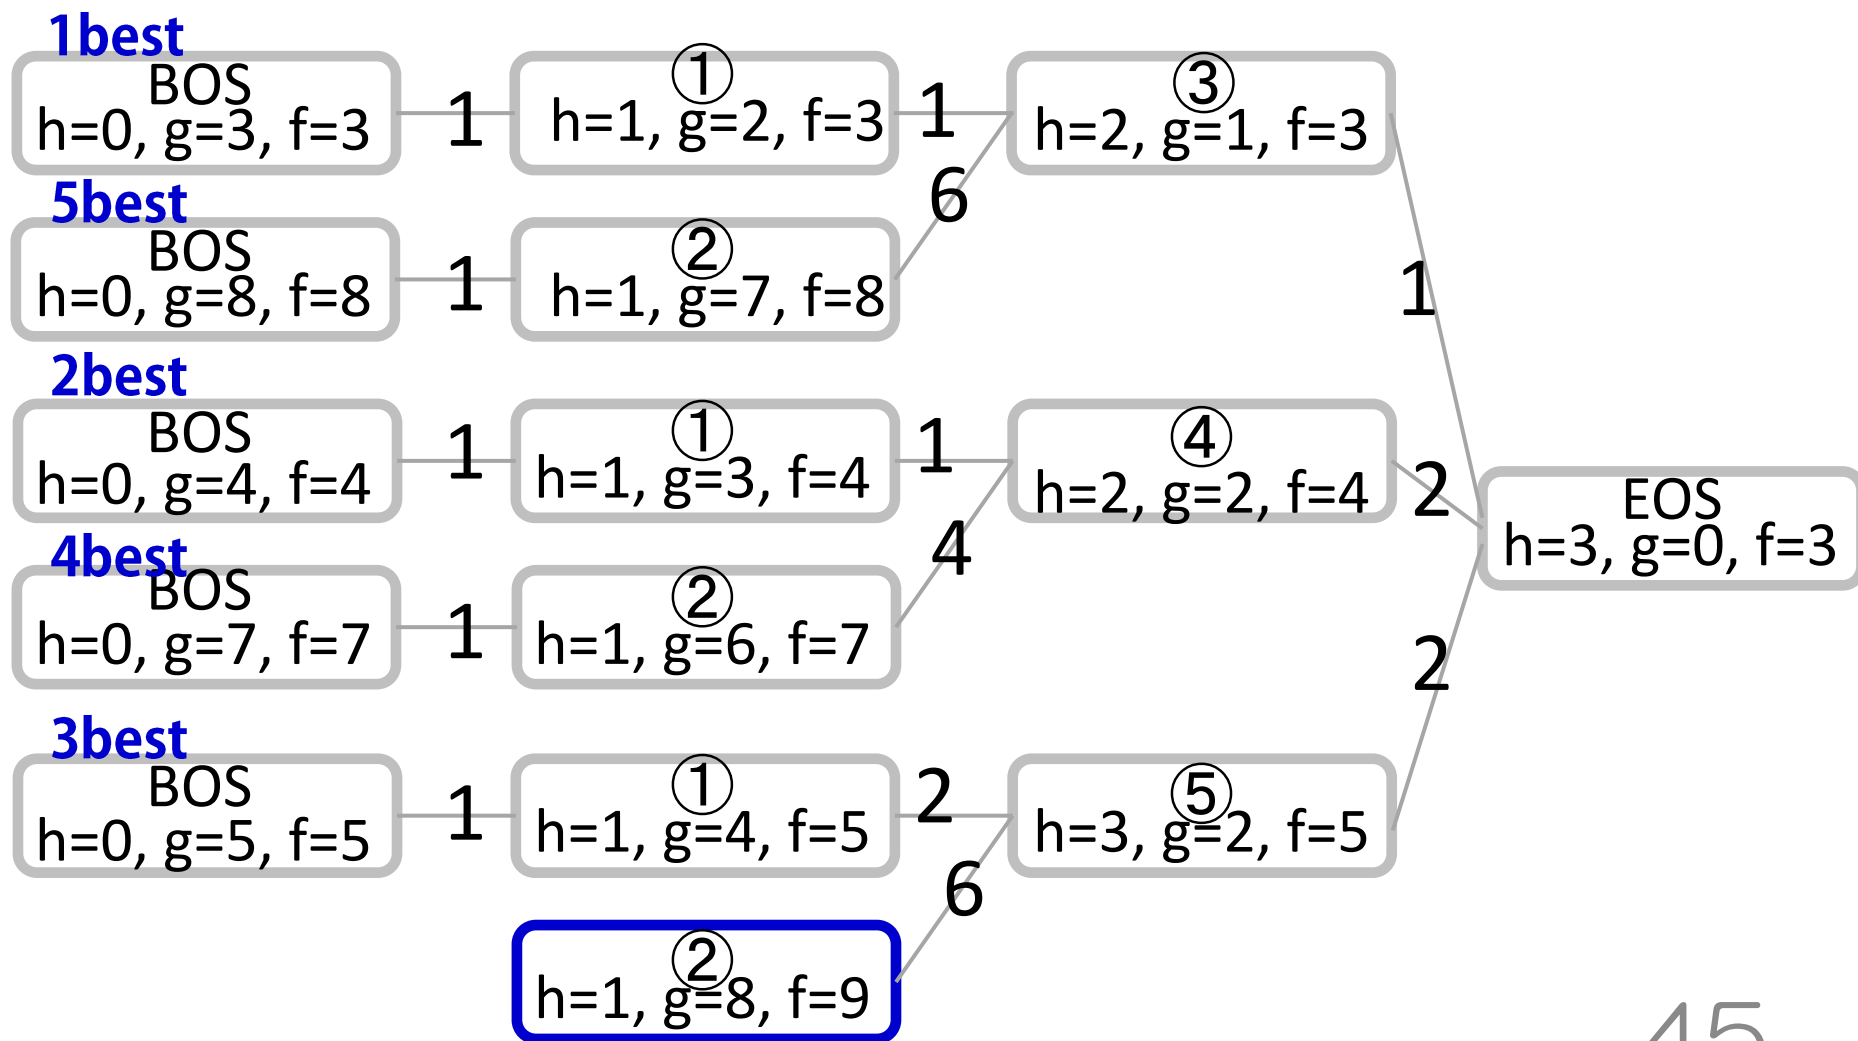 1best
BOS
h=0, g=3, f=3
1
①
h=1, g=2, f=3
1
③
h=2, g=1, f=3
6
5best
BOS
h=0, g=8, f=8
1
②
h=1, g=7, f=8
1
2best
BOS
h=0, g=4, f=4
1
①
h=1, g=3, f=4
1
④
h=2, g=2, f=4
2
EOS
h=3, g=0, f=3
4
4best
BOS
h=0, g=7, f=7
1
②
h=1, g=6, f=7
2
3best
BOS
h=0, g=5, f=5
1
①
h=1, g=4, f=5
2
⑤
h=3, g=2, f=5
6
②
h=1, g=8, f=9
45